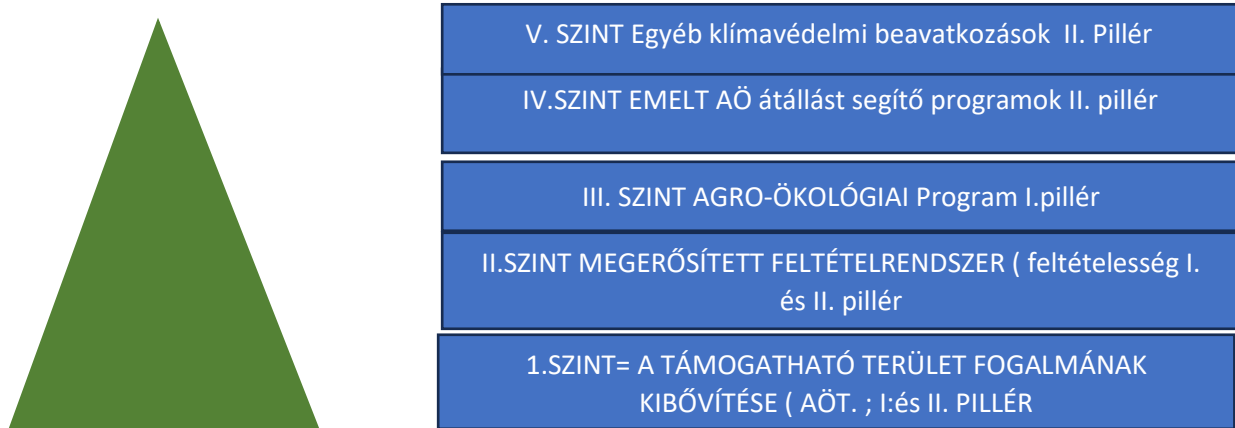 V. SZINT Egyéb klímavédelmi beavatkozások II. Pillér
IV.SZINT EMELT AÖ átállást segítő programok II. pillér
III. SZINT AGRO-ÖKOLÓGIAI Program I.pillér
II.SZINT MEGERŐSÍTETT FELTÉTELRENDSZER ( feltételesség I.
és II. pillér
1.SZINT= A TÁMOGATHATÓ TERÜLET FOGALMÁNAK
KIBŐVÍTÉSE ( AÖT. ; I:és II. PILLÉR